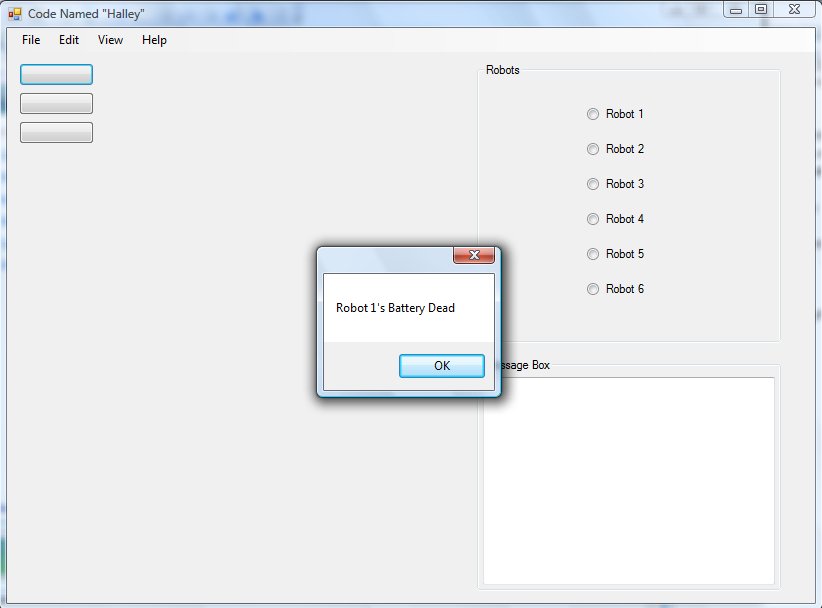 Code Named "Halley"
File Edit View Help
Robots
Robot 1
Robot 2
Robot 3
Robot 4
Robot 5
Robot 6
Robot 1's Battery Dead
OK
ssage Box